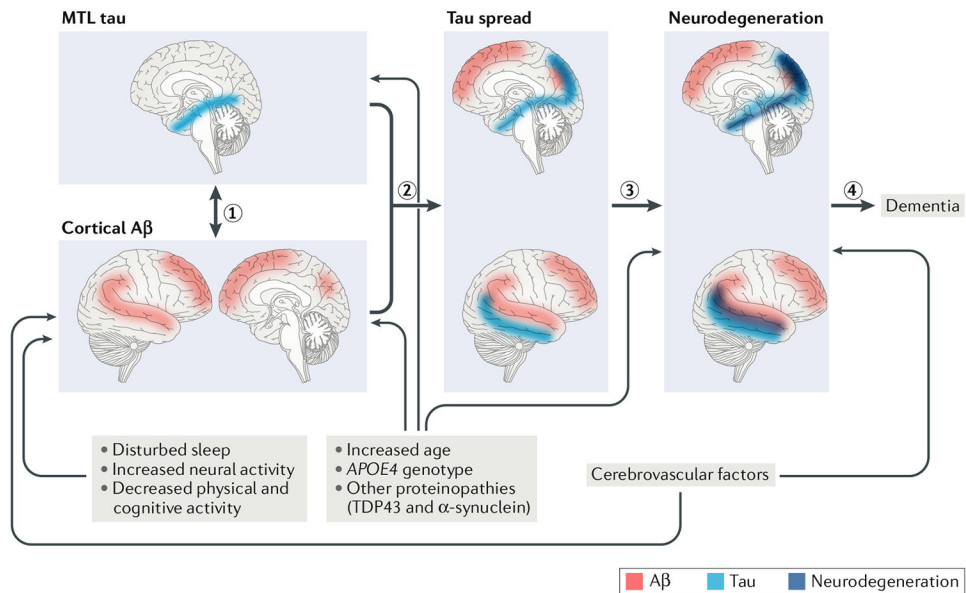 MTL tau
Tau spread
Neurodegeneration
①
②
③
④
Dementia
Cortical Aβ
• Disturbed sleep
• Increased neural activity
• Decreased physical and
cognitive activity
• Increased age
• APOE4 genotype
• Other proteinopathies
(TDP43 and α-synuclein)
Cerebrovascular factors
Aβ
Tau
Neurodegeneration